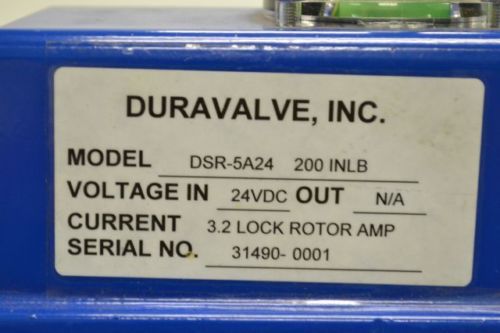 DURAVALVE, INC.
MODEL DSR-5A24 200 INLB
VOLTAGE IN 24VDC OUT N/A
CURRENT 3.2 LOCK ROTOR AMP
SERIAL NO. 31490- 0001